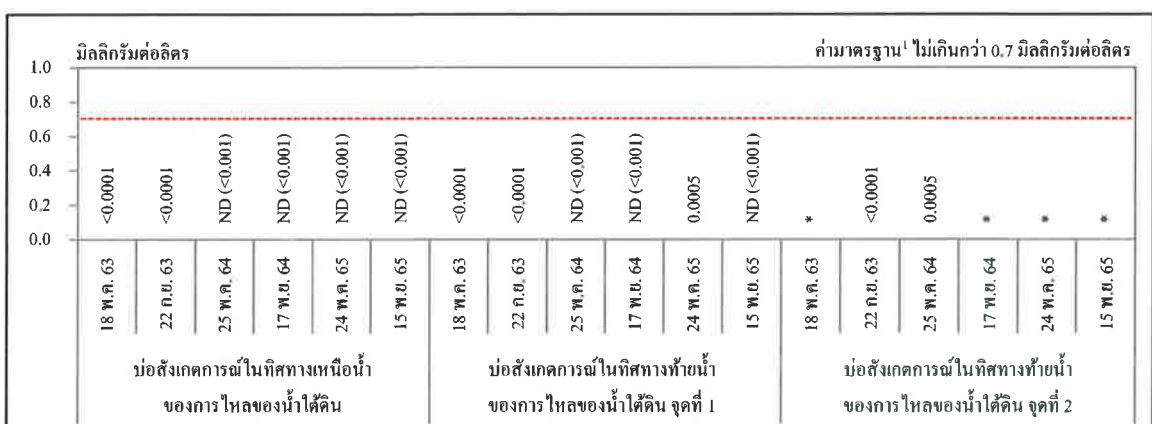 มิลลิกรัมต่อลิตร ค่ามาตรฐาน¹ ไม่เกินกว่า 0.7 มิลลิกรัมต่อลิตร
1.0
0.8
0.6
0.4
0.2
0.0
<0.0001 <0.0001 ND (<0.001) ND (<0.001) ND (<0.001) ND (<0.001) <0.0001 <0.0001 ND (<0.001) ND (<0.001) 0.0005 ND (<0.001) * <0.0001 0.0005 * * *
18 พ.ค. 63 22 ก.ย. 63 25 พ.ค. 64 17 พ.ย. 64 24 พ.ค. 65 15 พ.ย. 65 18 พ.ค. 63 22 ก.ย. 63 25 พ.ค. 64 17 พ.ย. 64 24 พ.ค. 65 15 พ.ย. 65 18 พ.ค. 63 22 ก.ย. 63 25 พ.ค. 64 17 พ.ย. 64 24 พ.ค. 65 15 พ.ย. 65
บ่อสังเกตการณ์ในทิศทางเหนือน้ำ
ของการไหลของน้ำใต้ดิน
บ่อสังเกตการณ์ในทิศทางท้ายน้ำ
ของการไหลของน้ำใต้ดิน จุดที่ 1
บ่อสังเกตการณ์ในทิศทางท้ายน้ำ
ของการไหลของน้ำใต้ดิน จุดที่ 2